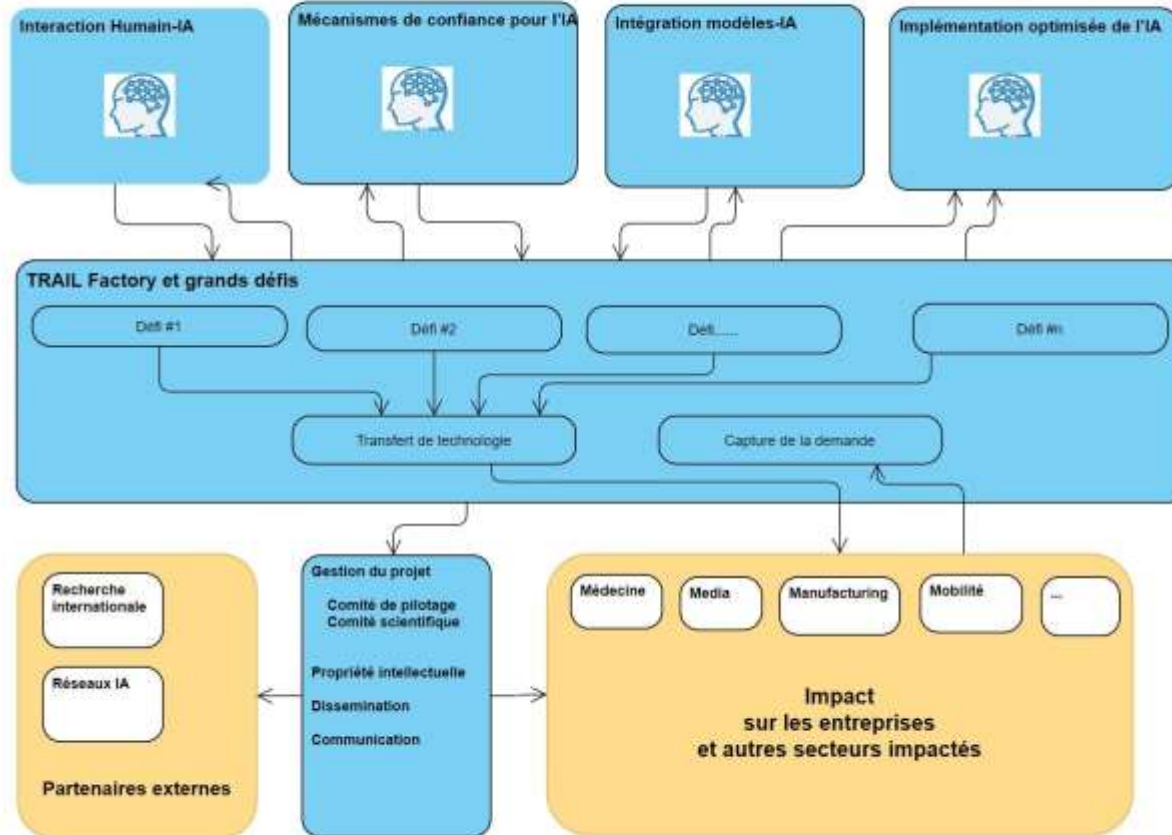 Interaction Humain-IA
Mécanismes de confiance pour l'IA
Intégration modèles-IA
Implémentation optimisée de l'IA
TRAIL Factory et grands défis
Défi #1
Défi #2
Défi......
Défi #n
Transfert de technologie
Capture de la demande
Recherche
internationale
Réseaux IA
Partenaires externes
Gestion du projet
Comité de pilotage
Comité scientifique
Propriété intellectuelle
Dissemination
Communication
Médecine
Media
Manufacturing
Mobilité
...
Impact
sur les entreprises
et autres secteurs impactés